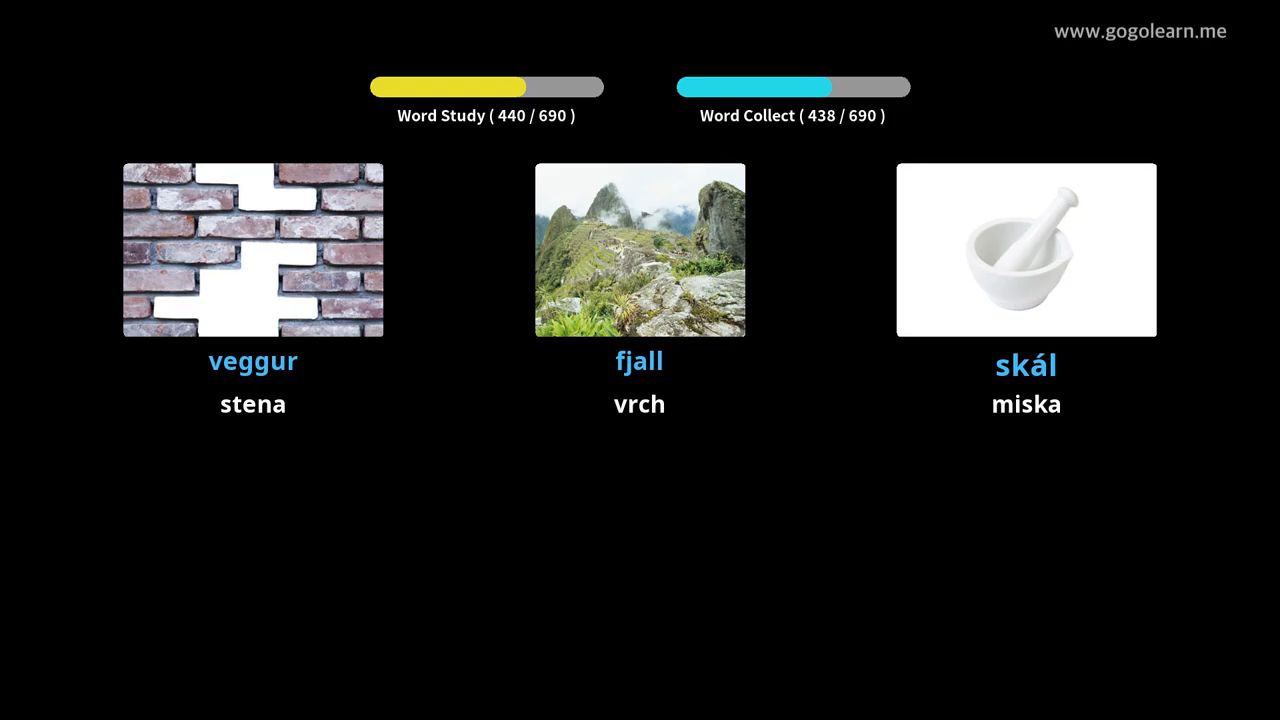 www.gogolearn.me
Word Study ( 440 / 690 )
Word Collect ( 438 / 690 )
veggur
fjall
skál
stena
vrch
miska